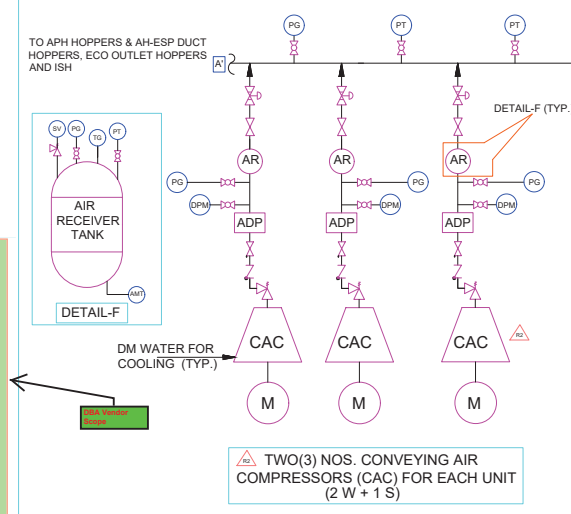 PG
PT
PT
TO APH HOPPERS & AH-ESP DUCT
HOPPERS, ECO OUTLET HOPPERS
AND ISH
A'
DETAIL-F (TYP.
SV
PG
TG
PT
AR
AR
AR
PG
PG
PG
DPM
DPM
DPM
AIR
RECEIVER
TANK
ADP
ADP
ADP
AMT
DETAIL-F
DM WATER FOR
COOLING (TYP.)
CAC
CAC
CAC
R2
M
M
M
DBA Vendor
Scope
R2 TWO(3) NOS. CONVEYING AIR
COMPRESSORS (CAC) FOR EACH UNIT
(2 W + 1 S)